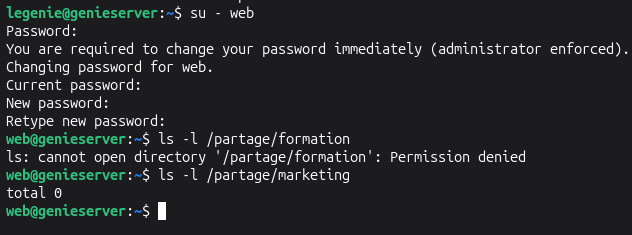 legenie@genieserver:~$ su - web
Password:
You are required to change your password immediately (administrator enforced).
Changing password for web.
Current password:
New password:
Retype new password:
web@genieserver:~$ ls -l /partage/formation
ls: cannot open directory '/partage/formation': Permission denied
web@genieserver:~$ ls -l /partage/marketing
total 0
web@genieserver:~$